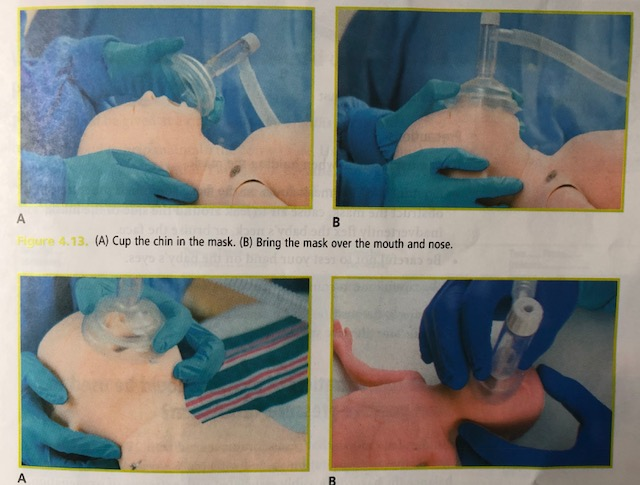 A
B
Figure 4.13. (A) Cup the chin in the mask. (B) Bring the mask over the mouth and nose.
A
B